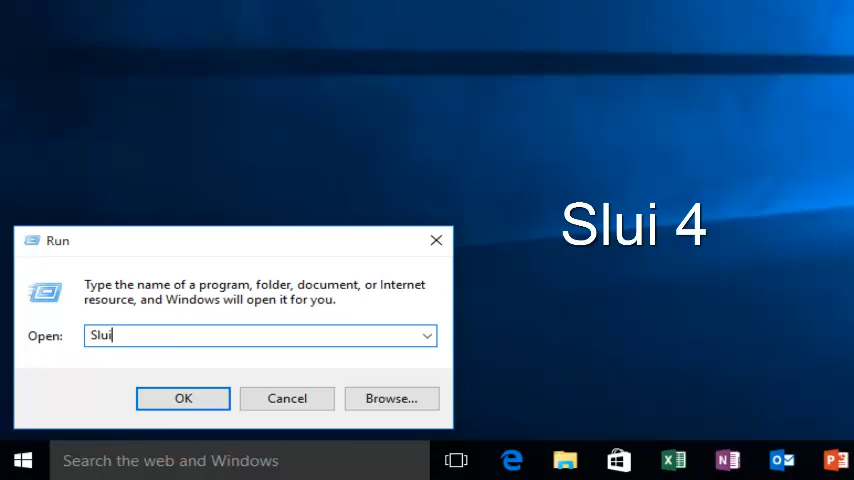 Slui 4
Run
Type the name of a program, folder, document, or Internet
resource, and Windows will open it for you.
Open:
Slui
OK
Cancel
Browse...
Search the web and Windows